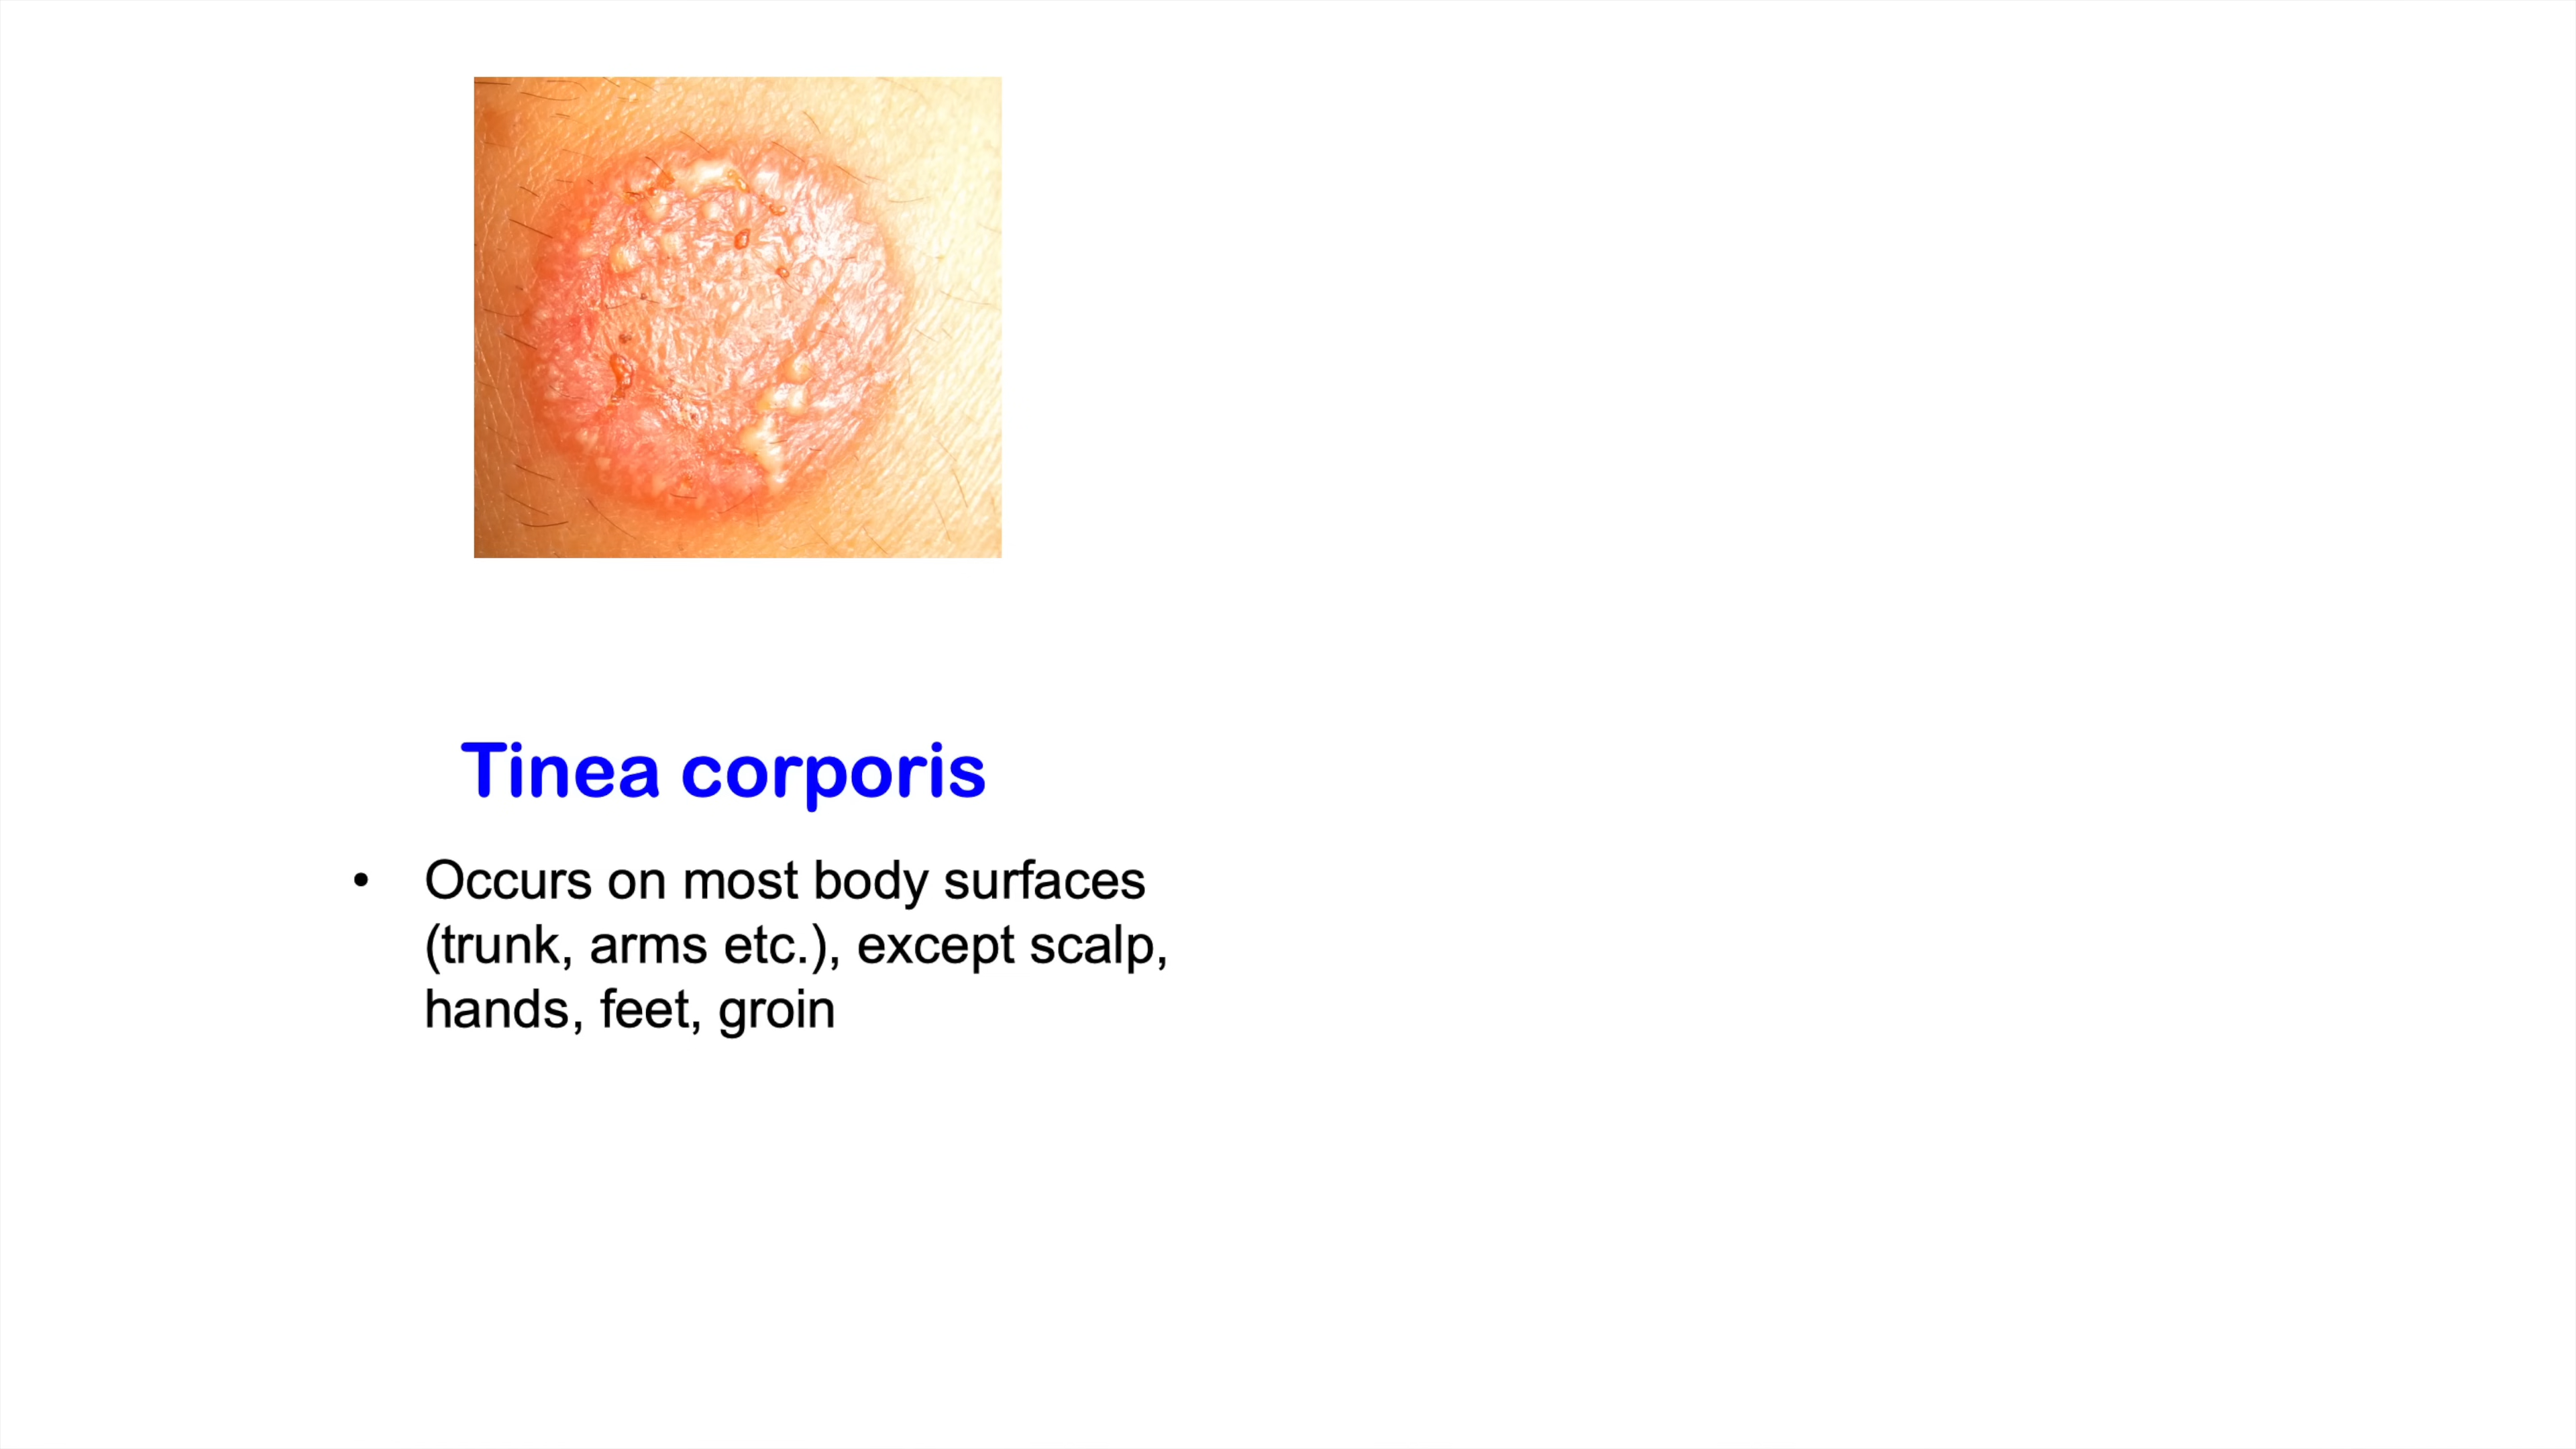 Tinea corporis
• Occurs on most body surfaces
(trunk, arms etc.), except scalp,
hands, feet, groin